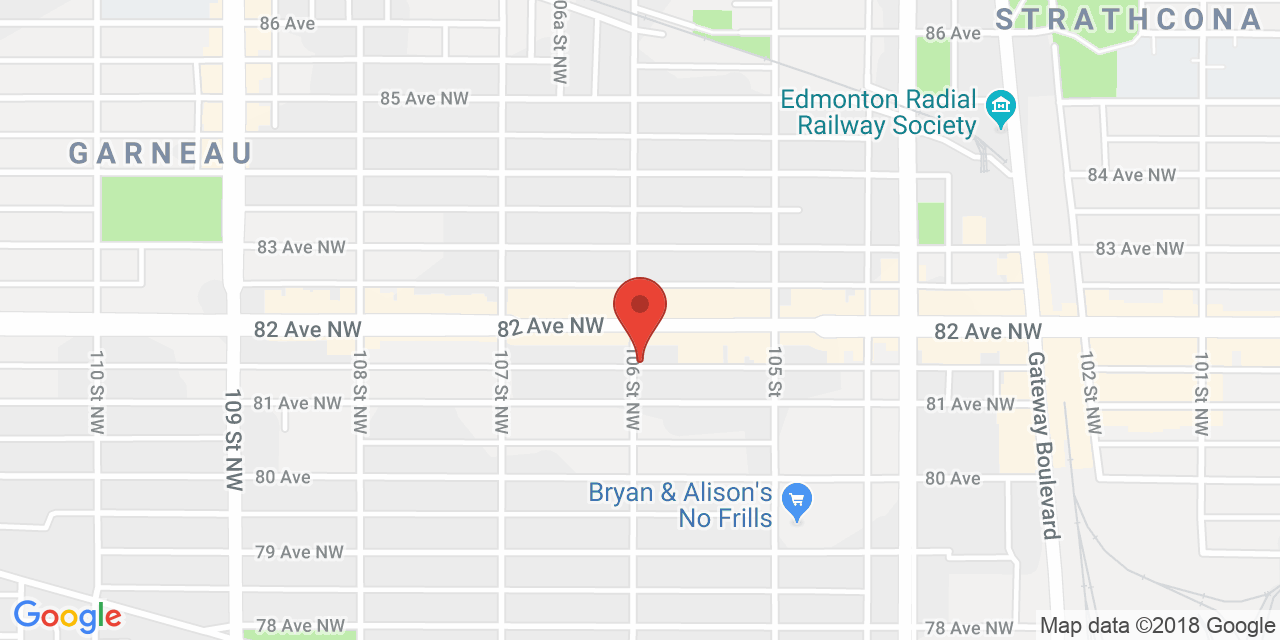 86 Ave
06a St NW
86 Ave
STRATHCONA
85 Ave NW
Edmonton Radial
Railway Society
GARNEAU
84 Ave NW
83 Ave NW
83 Ave NW
82 Ave NW
82 Ave NW
82 Ave NW
110 St NW
109 St NW
108 St NW
107 St NW
106 St NW
105 St
Gateway Boulevard
102 St NW
101 St NW
81 Ave NW
81 Ave NW
80 Ave
80 Ave
Bryan & Alison's
No Frills
79 Ave NW
78 Ave NW
78 Ave NW
Google
Map data ©2018 Google